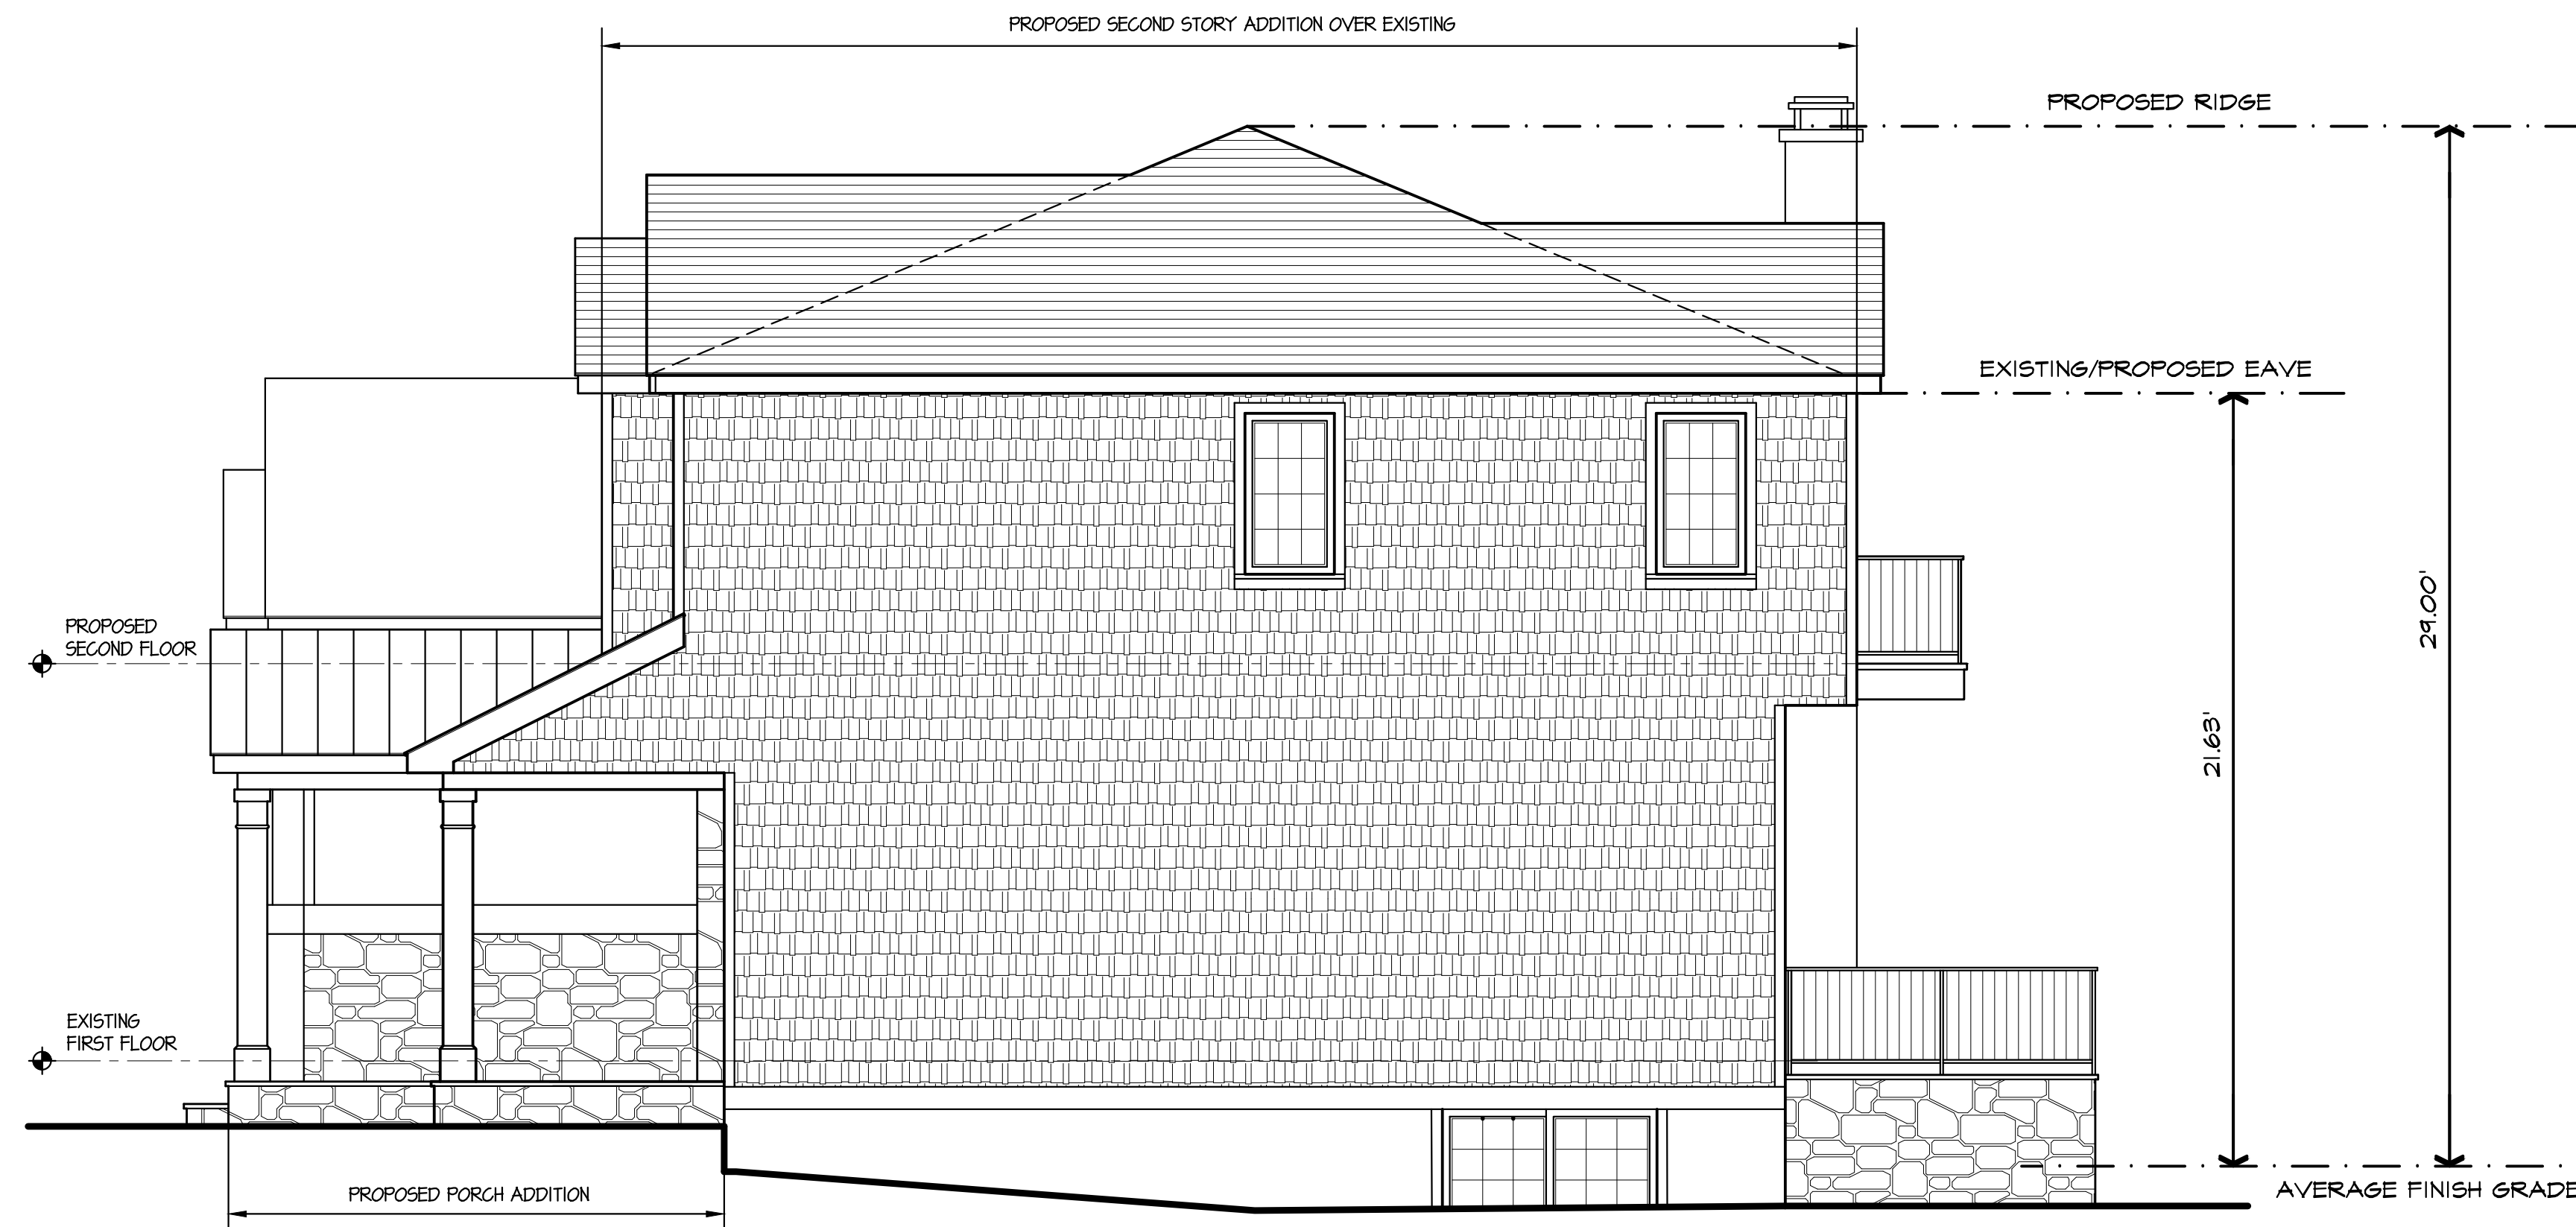 PROPOSED SECOND STORY ADDITION OVER EXISTING
PROPOSED RIDGE
EXISTING/PROPOSED EAVE
29.00'
PROPOSED
SECOND FLOOR
21.63'
EXISTING
FIRST FLOOR
PROPOSED PORCH ADDITION
AVERAGE FINISH GRADE